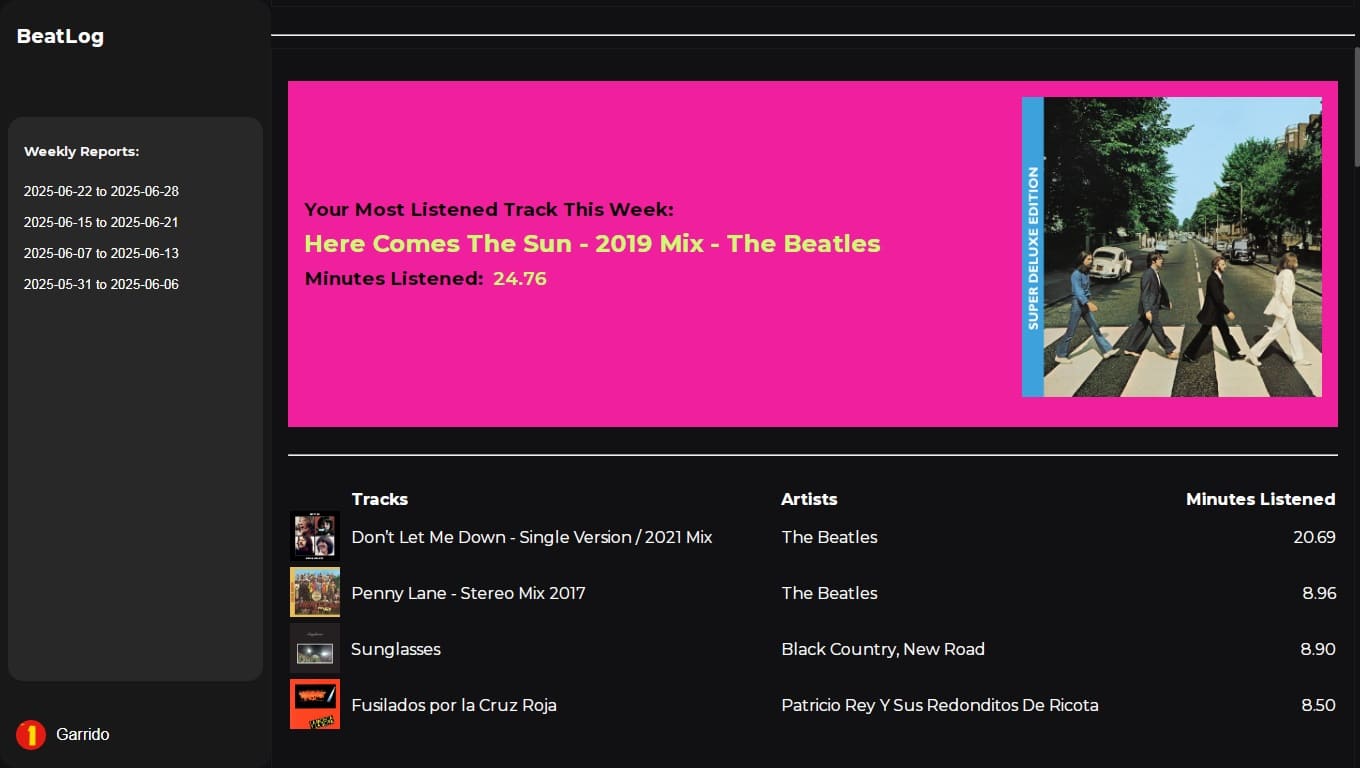 BeatLog
Weekly Reports:
2025-06-22 to 2025-06-28
2025-06-15 to 2025-06-21
2025-06-07 to 2025-06-13
2025-05-31 to 2025-06-06
1 Garrido
Your Most Listened Track This Week:
Here Comes The Sun - 2019 Mix - The Beatles
Minutes Listened: 24.76
SUPER DELUXE EDITION
Tracks Artists Minutes Listened
Don't Let Me Down - Single Version / 2021 Mix The Beatles 20.69
Penny Lane - Stereo Mix 2017 The Beatles 8.96
Sunglasses Black Country, New Road 8.90
Fusilados por la Cruz Roja Patricio Rey Y Sus Redonditos De Ricota 8.50